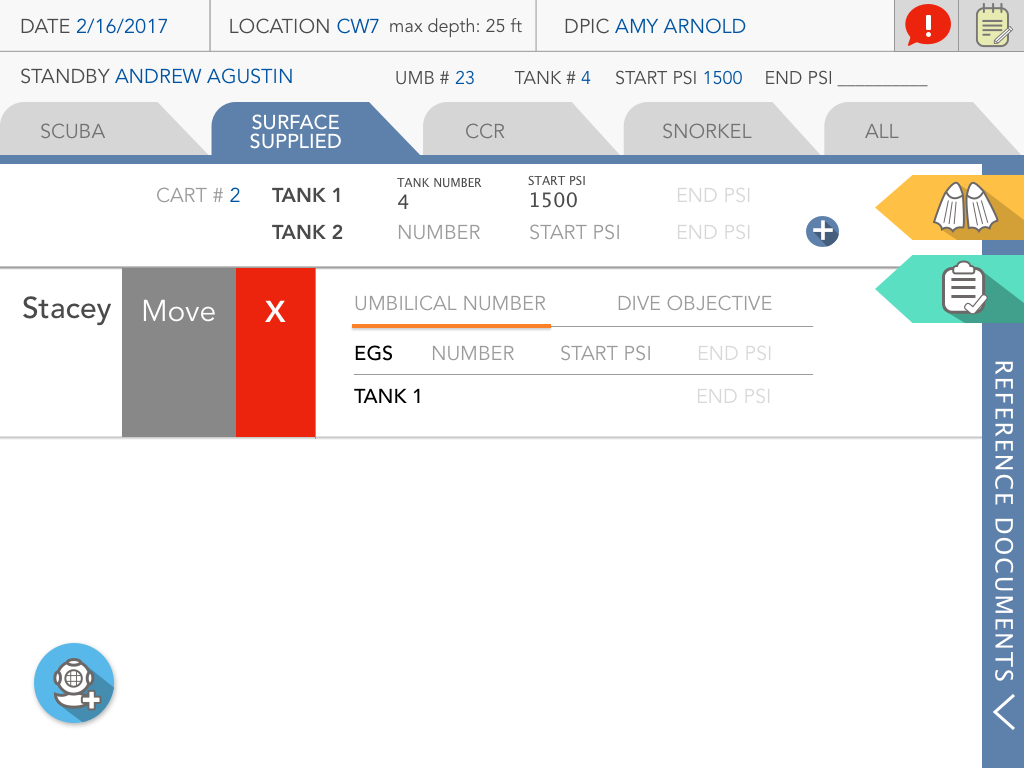 DATE 2/16/2017 LOCATION CW7 max depth: 25 ft DPIC AMY ARNOLD
STANDBY ANDREW AGUSTIN UMB # 23 TANK # 4 START PSI 1500 END PSI _________
SCUBA
SURFACE
SUPPLIED
CCR
SNORKEL
ALL
CART # 2 TANK 1 TANK NUMBER 4 START PSI 1500 END PSI
TANK 2 NUMBER START PSI END PSI
Stacey Move X UMBILICAL NUMBER DIVE OBJECTIVE
EGS NUMBER START PSI END PSI
TANK 1 END PSI
REFERENCE DOCUMENTS